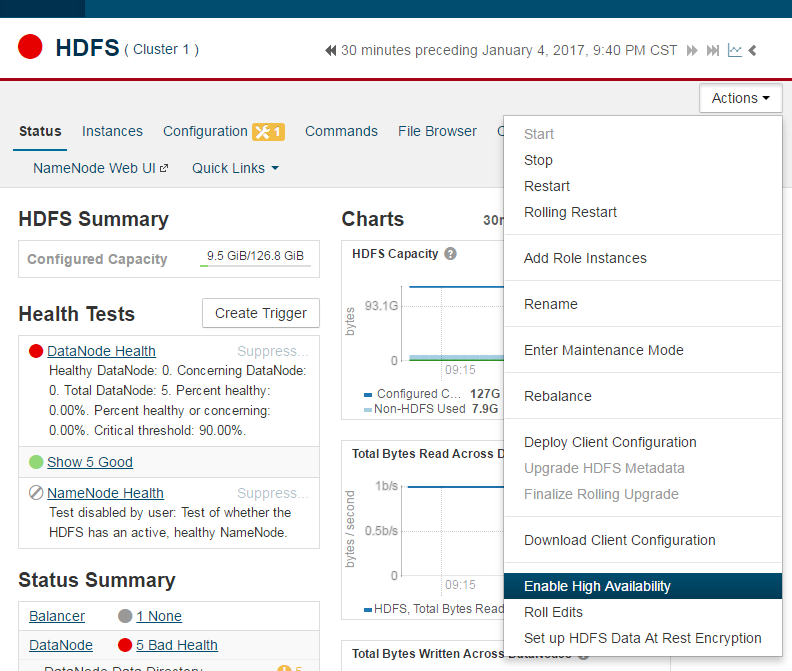 HDFS ( Cluster 1 )
30 minutes preceding January 4, 2017, 9:40 PM CST
Actions
Status Instances Configuration 1 Commands File Browser
NameNode Web UI Quick Links
HDFS Summary
Configured Capacity 9.5 GiB/126.8 GiB
Health Tests
Create Trigger
DataNode Health Suppress...
Healthy DataNode: 0. Concerning DataNode:
0. Total DataNode: 5. Percent healthy:
0.00%. Percent healthy or concerning:
0.00%. Critical threshold: 90.00%.
Show 5 Good
NameNode Health Suppress...
Test disabled by user: Test of whether the
HDFS has an active, healthy NameNode.
Status Summary
Balancer 1 None
DataNode 5 Bad Health
DataNode Data Directory 5
Charts
HDFS Capacity ?
bytes
93.1G
0
09:15
Configured C... 127G
Non-HDFS Used 7.9G
Total Bytes Read Across
bytes / second
1b/s
0.5b/s
0
09:15
HDFS, Total Bytes Read
Total Bytes Written Across DataNodes
Start
Stop
Restart
Rolling Restart
Add Role Instances
Rename
Enter Maintenance Mode
Rebalance
Deploy Client Configuration
Upgrade HDFS Metadata
Finalize Rolling Upgrade
Download Client Configuration
Enable High Availability
Roll Edits
Set up HDFS Data At Rest Encryption